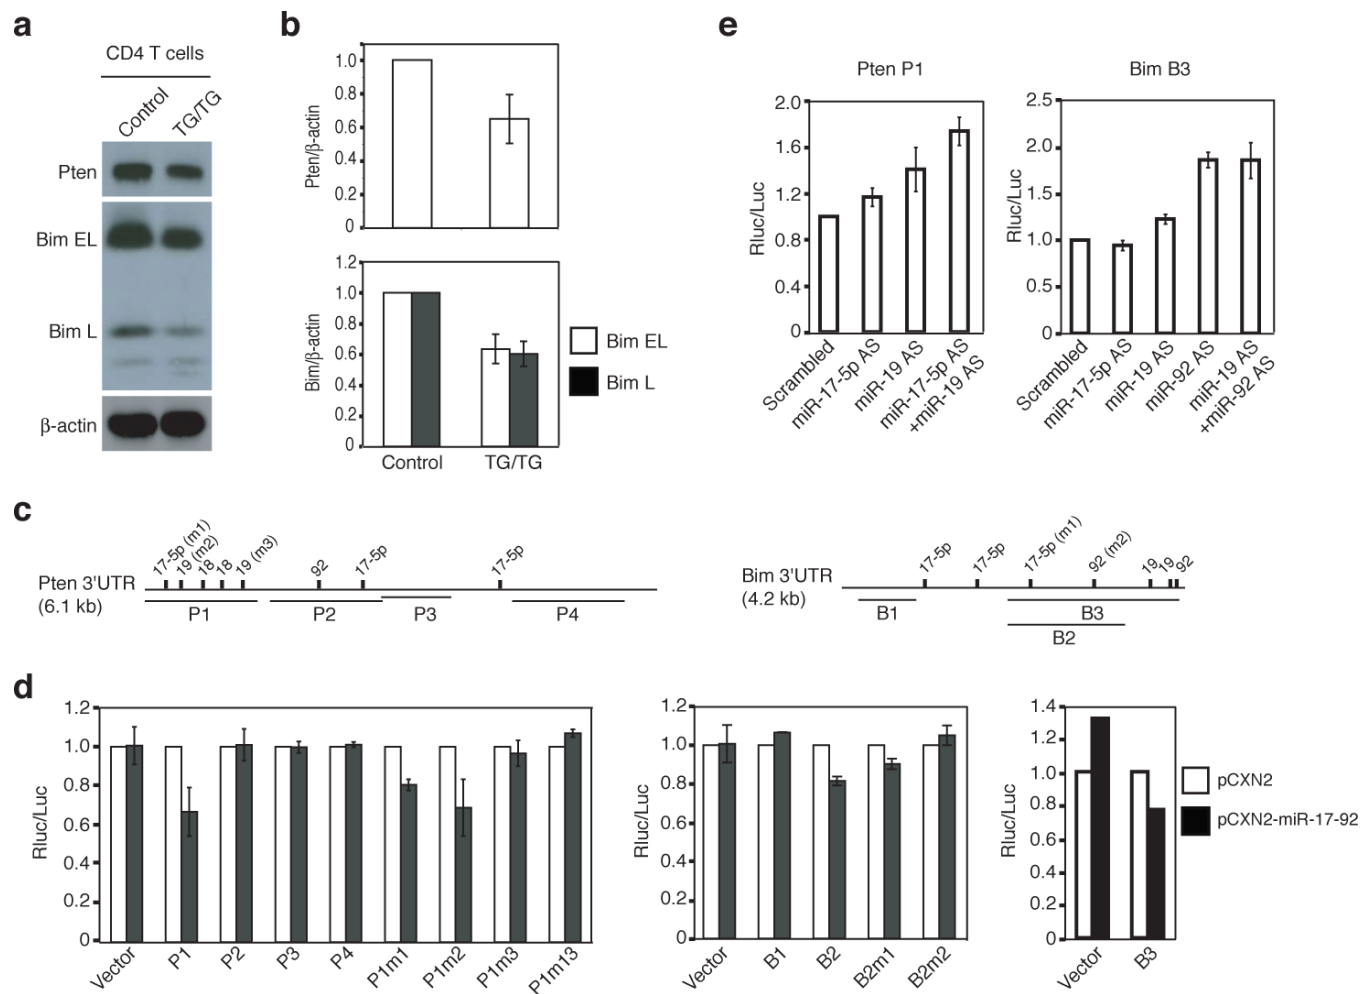 a
CD4 T cells
Control
TG/TG
Pten
Bim EL
Bim L
β-actin
b
Pten/β-actin
1.0
0.8
0.6
0.4
0.2
0
Bim/β-actin
1.2
1.0
0.8
0.6
0.4
0.2
0
Control
TG/TG
Bim EL
Bim L
e
Pten P1
Rluc/Luc
2.0
1.6
1.2
0.8
0.4
0
Scrambled
miR-17-5p AS
miR-19 AS
miR-17-5p AS
+miR-19 AS
Bim B3
Rluc/Luc
2.5
2.0
1.5
1.0
0.5
0
Scrambled
miR-17-5p AS
miR-19 AS
miR-92 AS
miR-19 AS
+miR-92 AS
c
Pten 3'UTR
(6.1 kb)
17-5p (m1)
19 (m2)
18
18
19 (m3)
92
17-5p
17-5p
P1
P2
P3
P4
Bim 3'UTR
(4.2 kb)
17-5p
17-5p
17-5p (m1)
92 (m2)
19
19
92
B1
B3
B2
d
Rluc/Luc
1.2
1.0
0.8
0.6
0.4
0.2
0
Vector
P1
P2
P3
P4
P1m1
P1m2
P1m3
P1m13
Rluc/Luc
1.2
1.0
0.8
0.6
0.4
0.2
0
Vector
B1
B2
B2m1
B2m2
Rluc/Luc
1.4
1.2
1.0
0.8
0.6
0.4
0.2
0
Vector
B3
pCXN2
pCXN2-miR-17-92